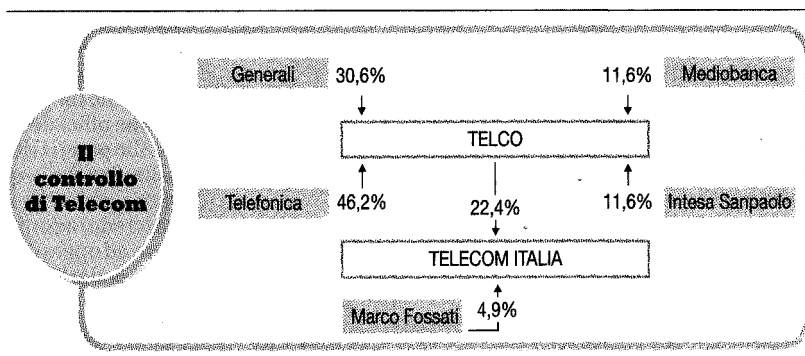 Generali 30,6% 11,6% Mediobanca
TELCO
Il
controllo
di Telecom
Telefonica 46,2% 22,4% 11,6% Intesa Sanpaolo
TELECOM ITALIA
Marco Fossati 4,9%